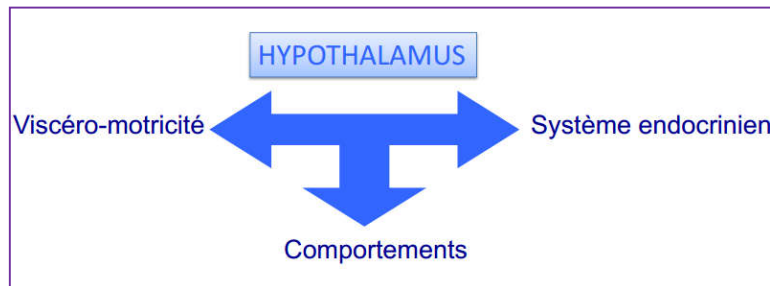 HYPOTHALAMUS
Viscéro-motricité
Système endocrinien
Comportements